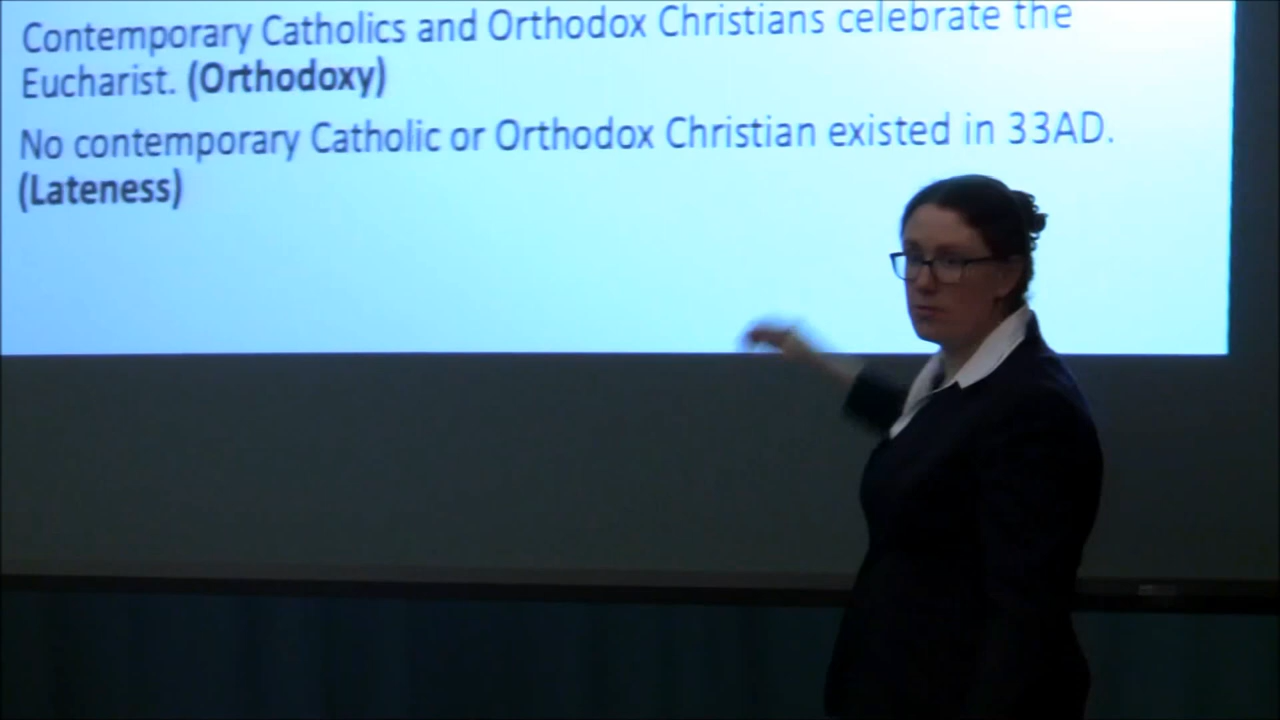 Contemporary Catholics and Orthodox Christians celebrate the
Eucharist. (Orthodoxy)
No contemporary Catholic or Orthodox Christian existed in 33AD.
(Lateness)